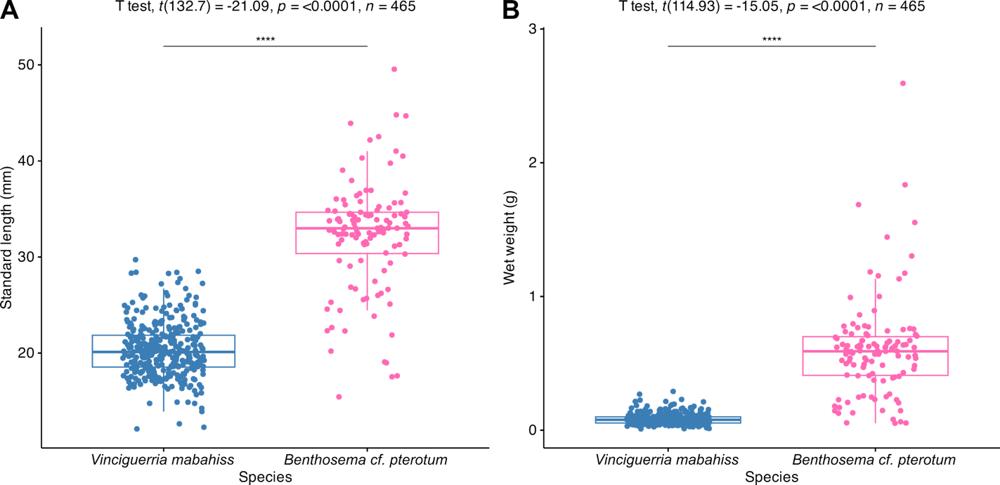 A
T test, t(132.7) = -21.09, p = <0.0001, n = 465
****
50
40
30
20
Standard length (mm)
Vinciguerria mabahiss
Benthosema cf. pterotum
Species
B
T test, t(114.93) = -15.05, p = <0.0001, n = 465
****
3
2
1
0
Wet weight (g)
Vinciguerria mabahiss
Benthosema cf. pterotum
Species